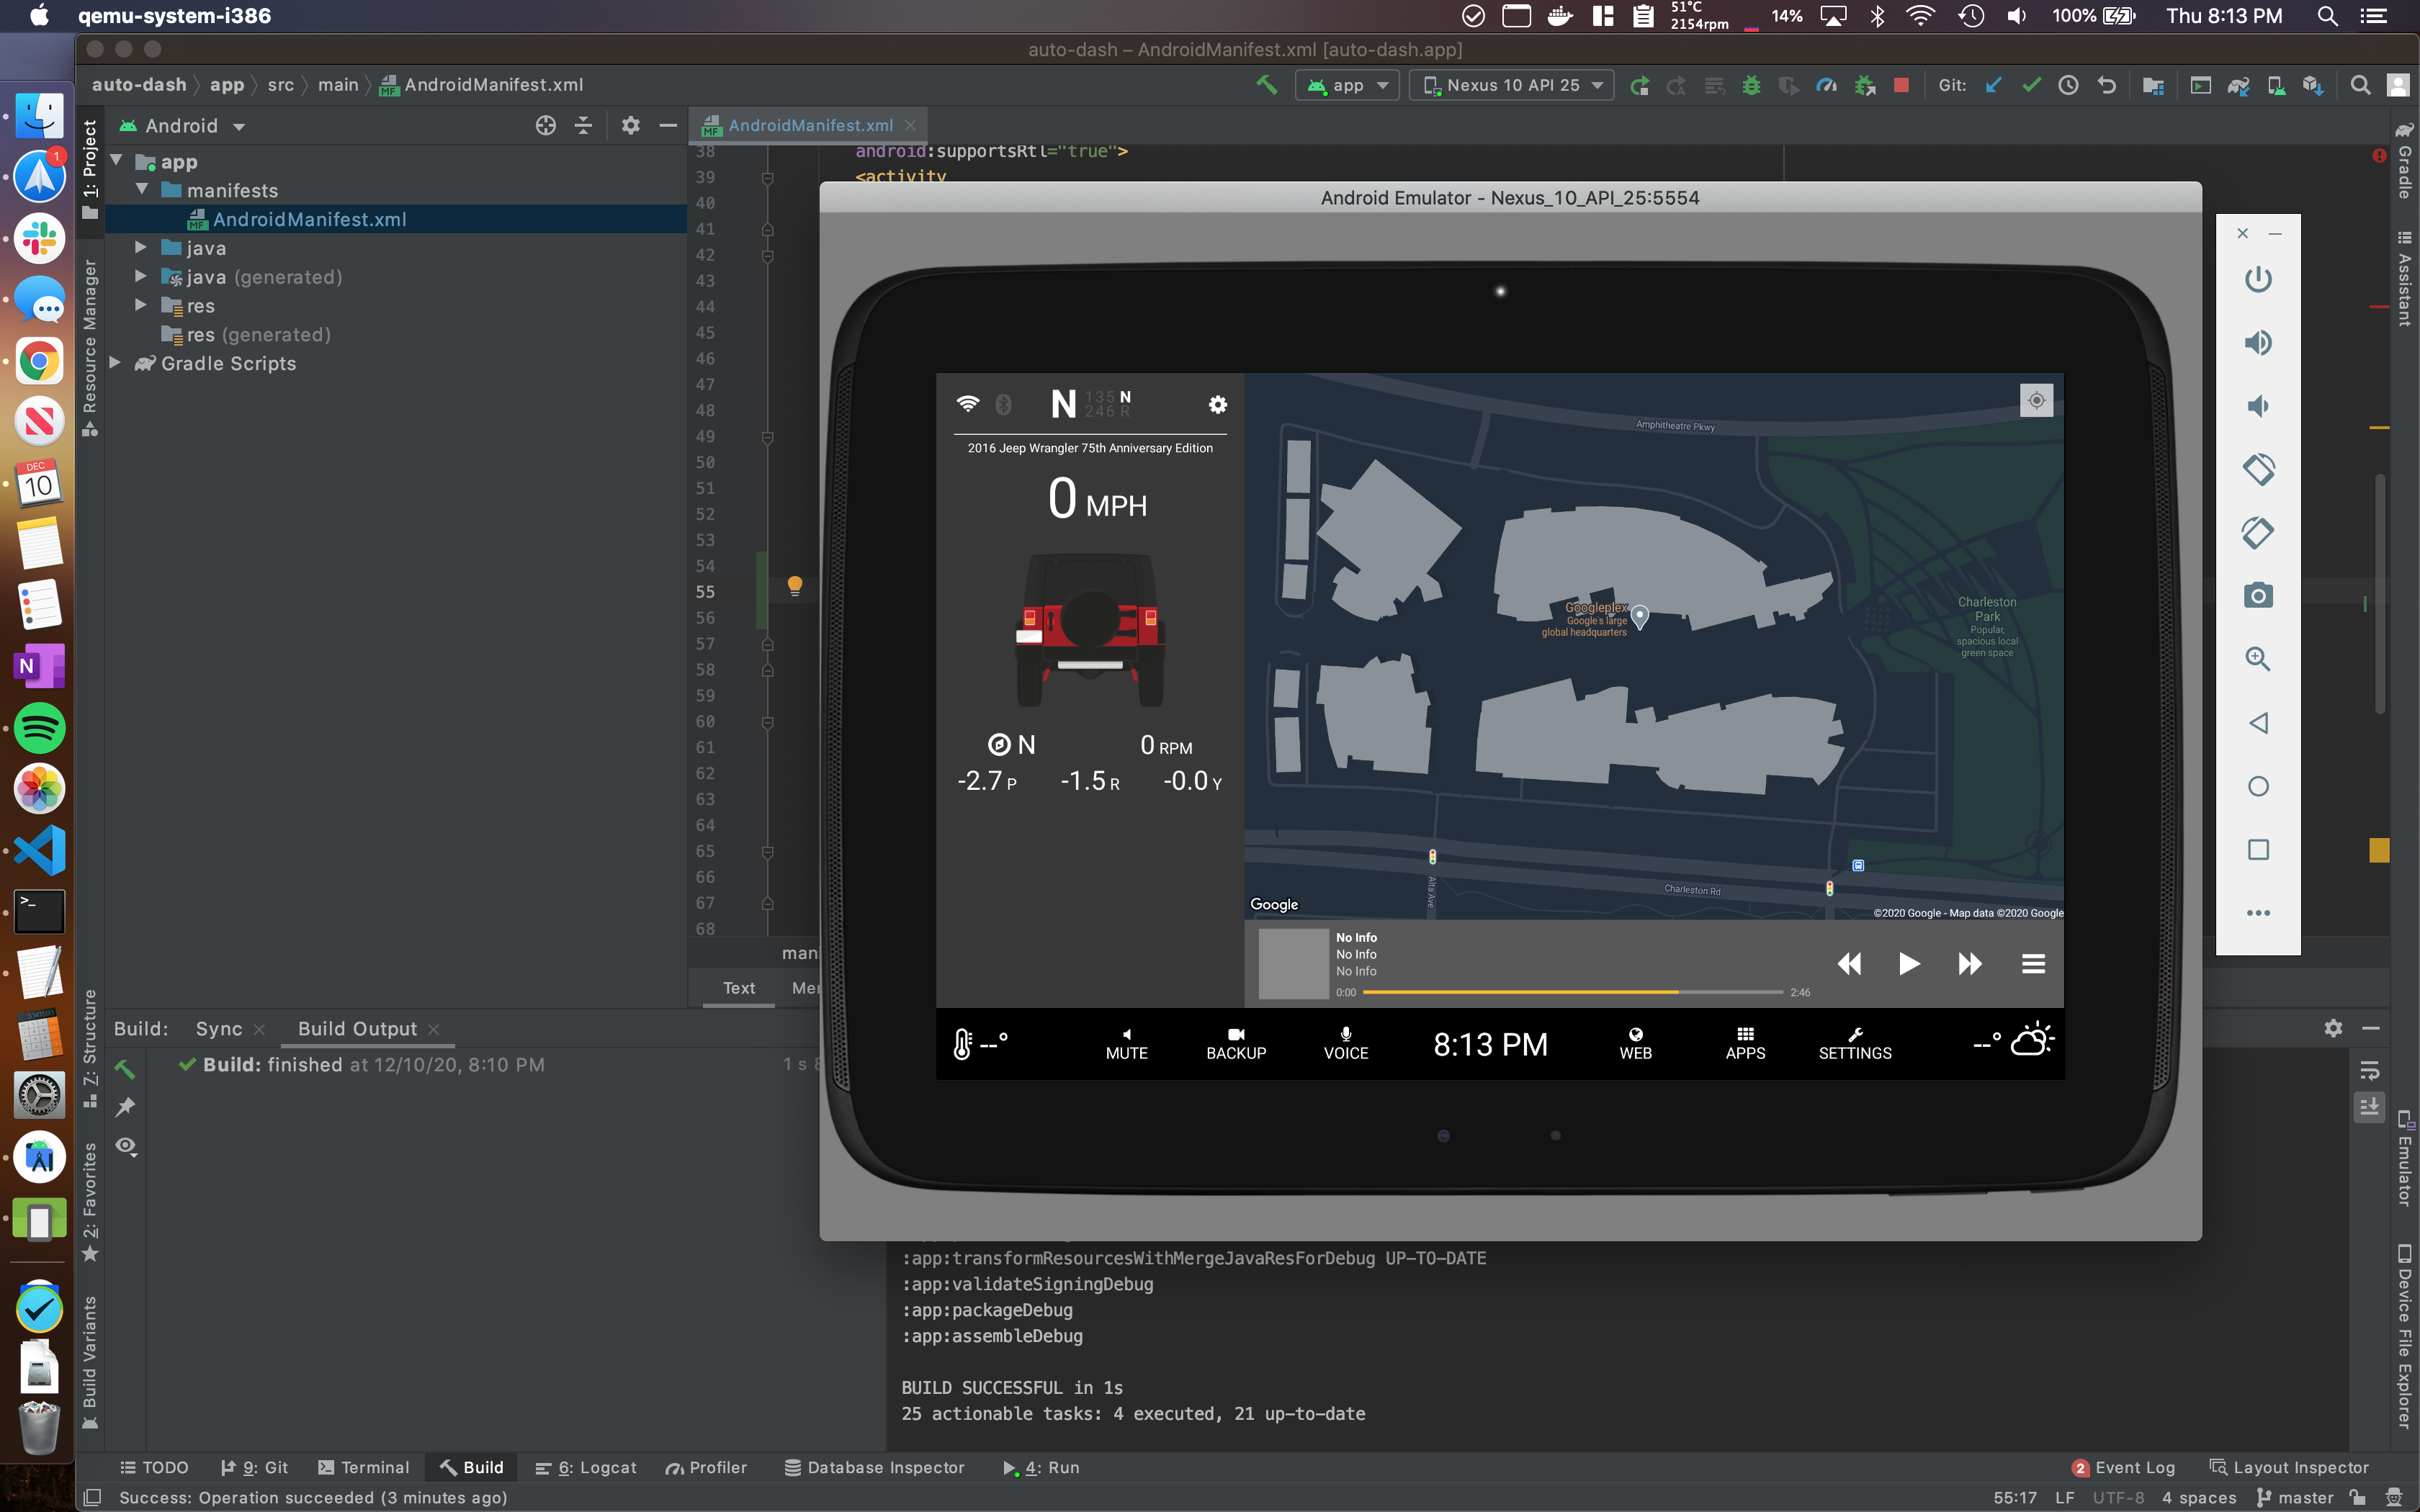 qemu-system-i386
51°C
2154rpm
14%
100%
Thu 8:13 PM
auto-dash – AndroidManifest.xml [auto-dash.app]
auto-dash
app
src
main
AndroidManifest.xml
app
Nexus 10 API 25
Git:
1: Project
Resource Manager
Android
AndroidManifest.xml
app
manifests
AndroidManifest.xml
java
java (generated)
res
res (generated)
Gradle Scripts
38
39
40
41
42
43
44
45
46
47
48
49
50
51
52
53
54
55
56
57
58
59
60
61
62
63
64
65
66
67
68
android:supportsRtl="true">
<activity
Android Emulator - Nexus_10_API_25:5554
N
135 N
246 R
2016 Jeep Wrangler 75th Anniversary Edition
0 MPH
N
0 RPM
-2.7 P
-1.5 R
-0.0 Y
Amphitheatre Pkwy
Googleplex
Google's large
global headquarters
Charleston
Park
Popular,
spacious local
green space
Alta Ave
Charleston Rd
Google
©2020 Google - Map data ©2020 Google
No Info
No Info
No Info
0:00
2:46
--°
MUTE
BACKUP
VOICE
8:13 PM
WEB
APPS
SETTINGS
--°
Gradle
Assistant
Emulator
Device File Explorer
1
DEC
10
N
>_
Text
Build:
Sync
Build Output
Build: finished at 12/10/20, 8:10 PM
1 s
Z: Structure
2: Favorites
Build Variants
:app:transformResourcesWithMergeJavaResForDebug UP-TO-DATE
:app:validateSigningDebug
:app:packageDebug
:app:assembleDebug
BUILD SUCCESSFUL in 1s
25 actionable tasks: 4 executed, 21 up-to-date
TODO
9: Git
Terminal
Build
6: Logcat
Profiler
Database Inspector
4: Run
2 Event Log
Layout Inspector
Success: Operation succeeded (3 minutes ago)
55:17
LF
UTF-8
4 spaces
master